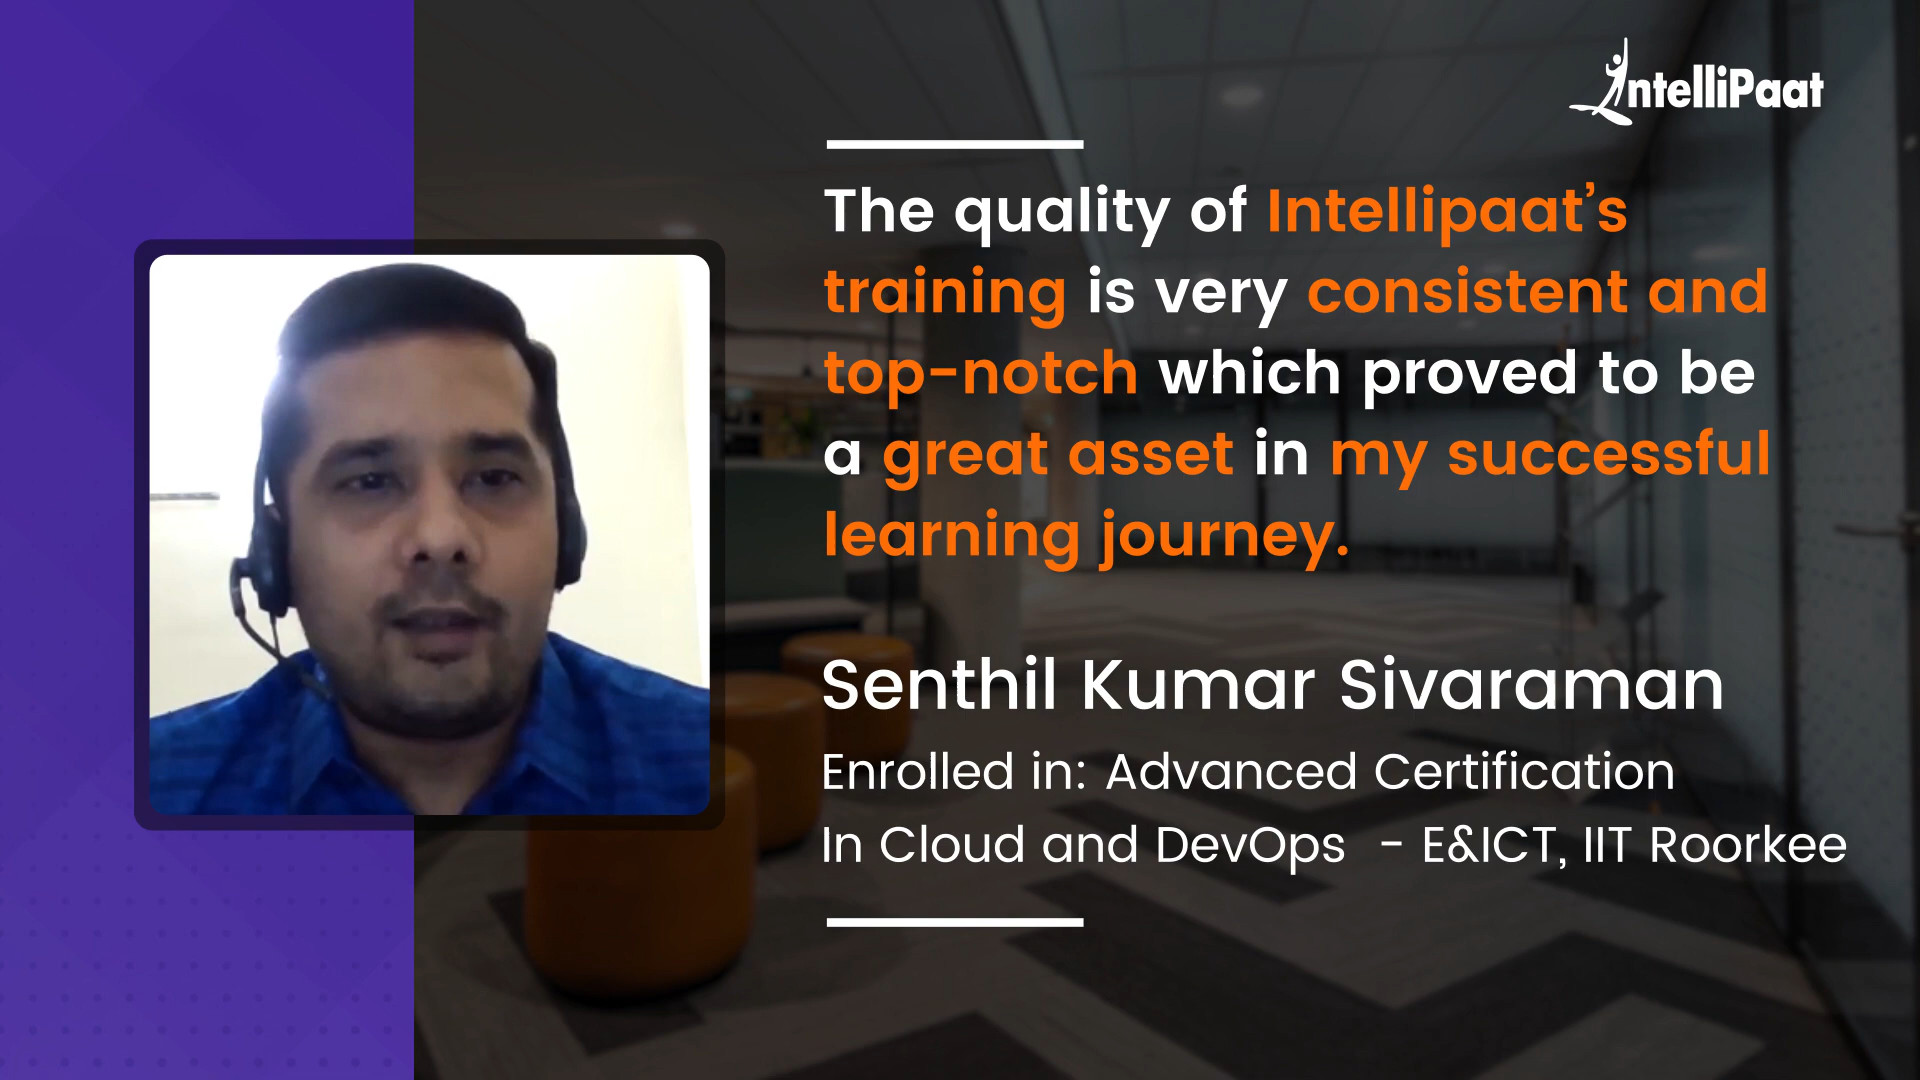 IntelliPaat
The quality of Intellipaat’s
training is very consistent and
top-notch which proved to be
a great asset in my successful
learning journey.
Senthil Kumar Sivaraman
Enrolled in: Advanced Certification
In Cloud and DevOps - E&ICT, IIT Roorkee